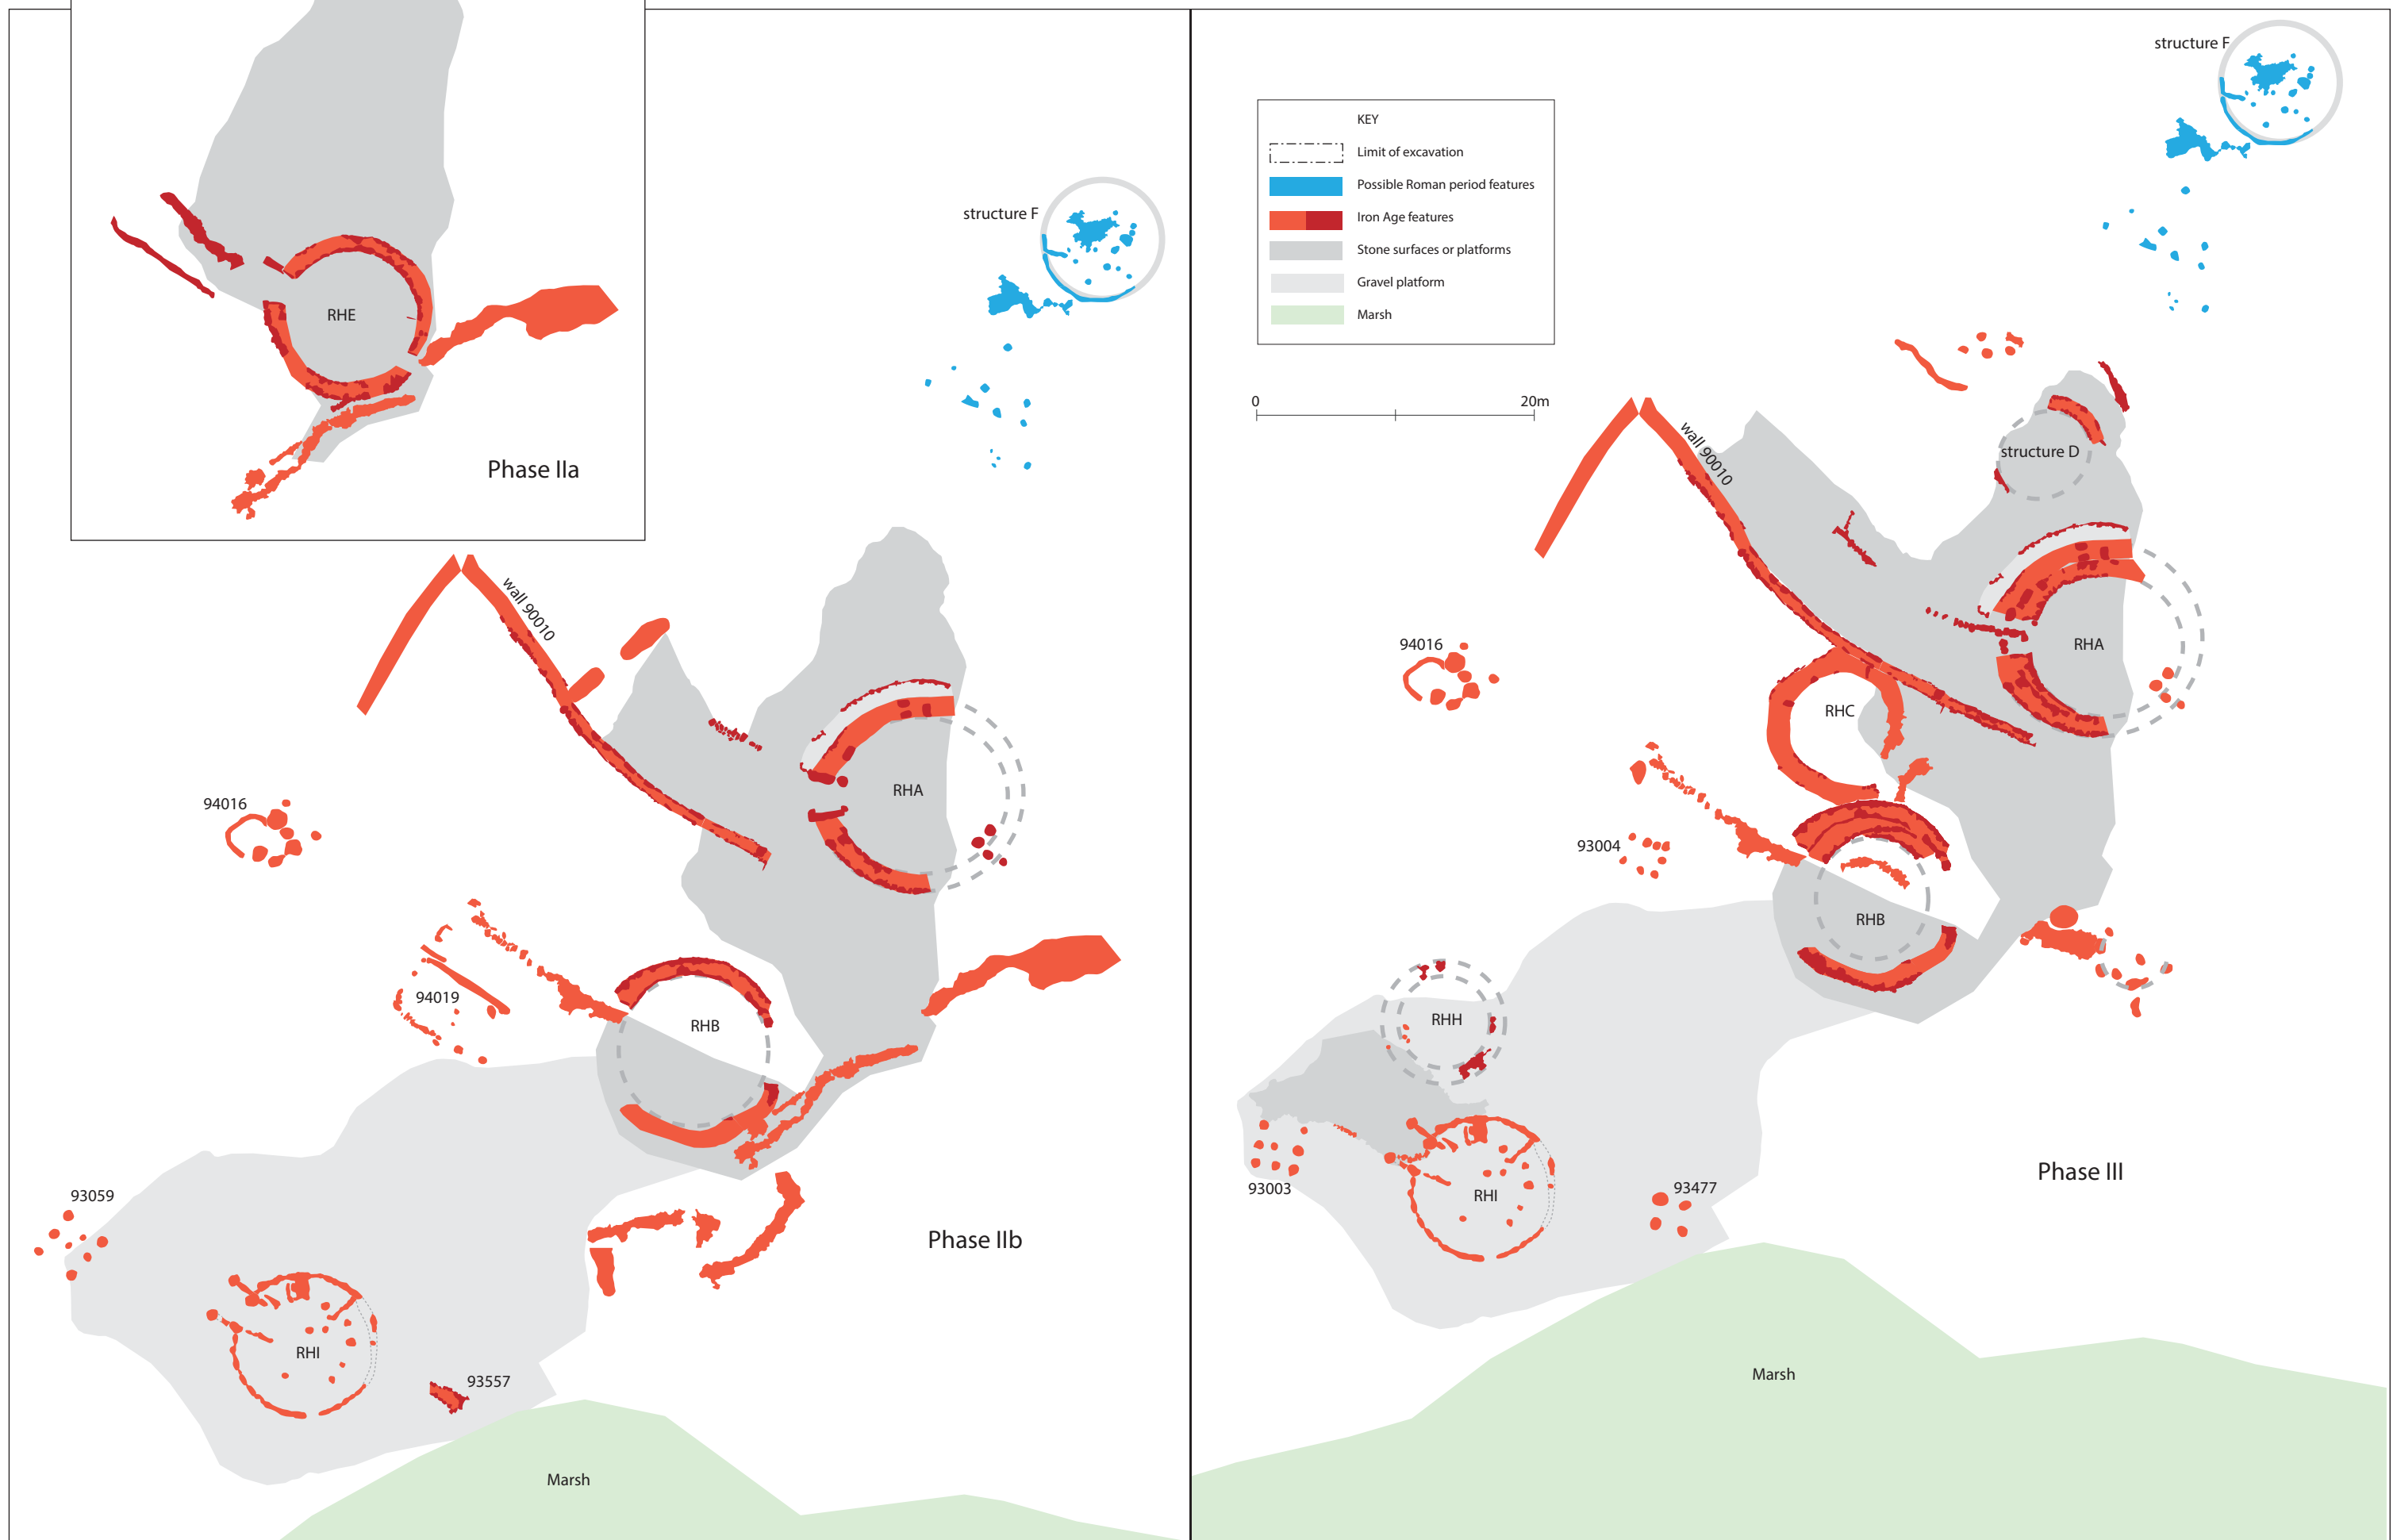 RHE
Phase IIa
structure F
wall 90010
94016
RHA
94019
RHB
93059
Phase IIb
RHI
93557
Marsh
structure F
KEY
Limit of excavation
Possible Roman period features
Iron Age features
Stone surfaces or platforms
Gravel platform
Marsh
0 20m
wall 90010
structure D
94016
RHA
RHC
93004
RHB
RHH
93003
RHI
93477
Phase III
Marsh